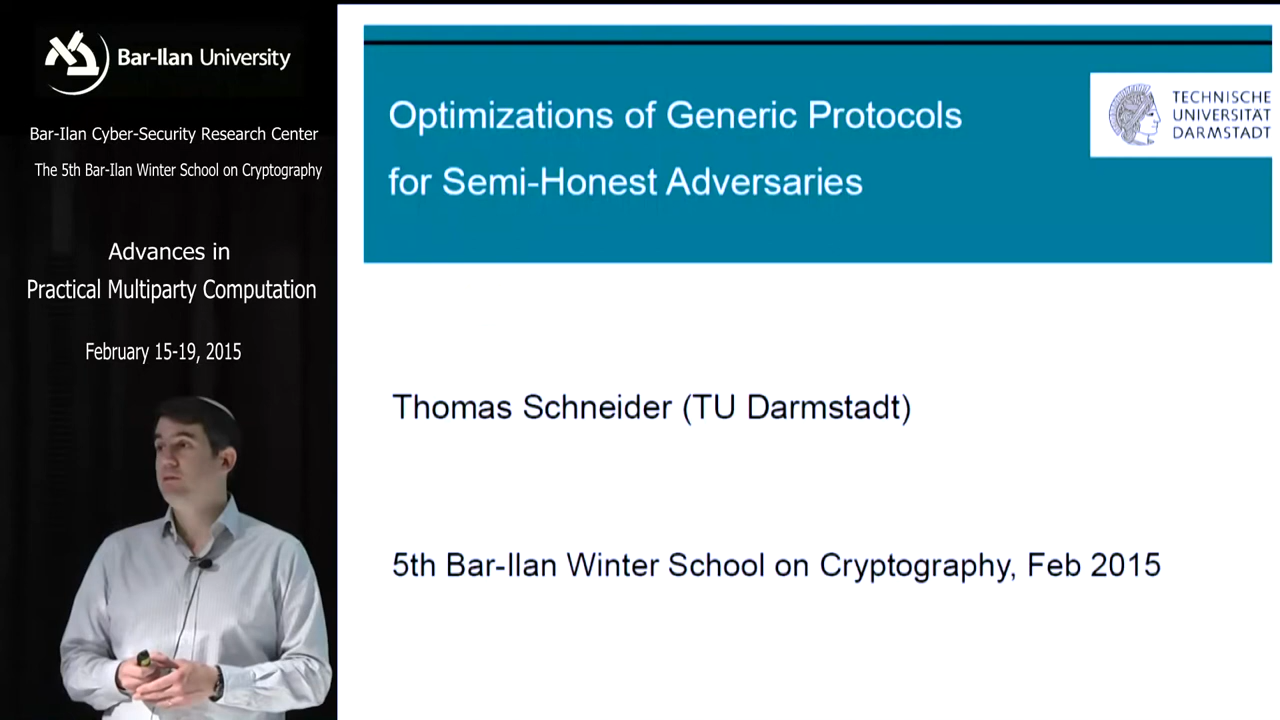 Bar-Ilan University
Bar-Ilan Cyber-Security Research Center
The 5th Bar-Ilan Winter School on Cryptography
Advances in
Practical Multiparty Computation
February 15-19, 2015
Optimizations of Generic Protocols
for Semi-Honest Adversaries
TECHNISCHE
UNIVERSITÄT
DARMSTADT
Thomas Schneider (TU Darmstadt)
5th Bar-Ilan Winter School on Cryptography, Feb 2015